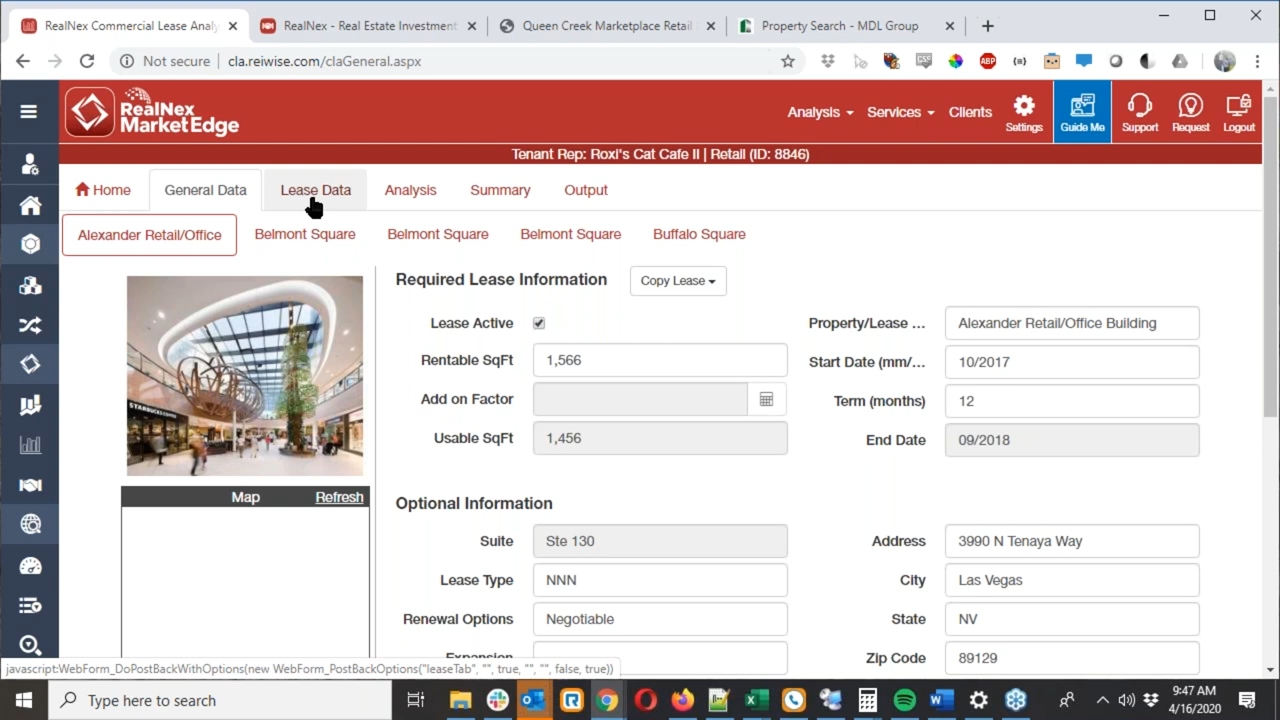 RealNex Commercial Lease Analy
RealNex - Real Estate Investment
Queen Creek Marketplace Retail
Property Search - MDL Group
Not secure | cla.reiwise.com/claGeneral.aspx
RealNex
MarketEdge
Analysis
Services
Clients
Settings
Guide Me
Support
Request
Logout
Tenant Rep: Roxi's Cat Cafe II | Retail (ID: 8846)
Home
General Data
Lease Data
Analysis
Summary
Output
Alexander Retail/Office
Belmont Square
Belmont Square
Belmont Square
Buffalo Square
Required Lease Information
Copy Lease
Lease Active
Property/Lease ...
Alexander Retail/Office Building
Rentable SqFt
1,566
Start Date (mm/...
10/2017
Add on Factor
Term (months)
12
Usable SqFt
1,456
End Date
09/2018
STARBUCKS COFFEE
Map
Refresh
Optional Information
Suite
Ste 130
Address
3990 N Tenaya Way
Lease Type
NNN
City
Las Vegas
Renewal Options
Negotiable
State
NV
Expansion
Zip Code
89129
javascript:WebForm_DoPostBackWithOptions(new WebForm_PostBackOptions("leaseTab", "", true, "", "", false, true))
Type here to search
9:47 AM
4/16/2020